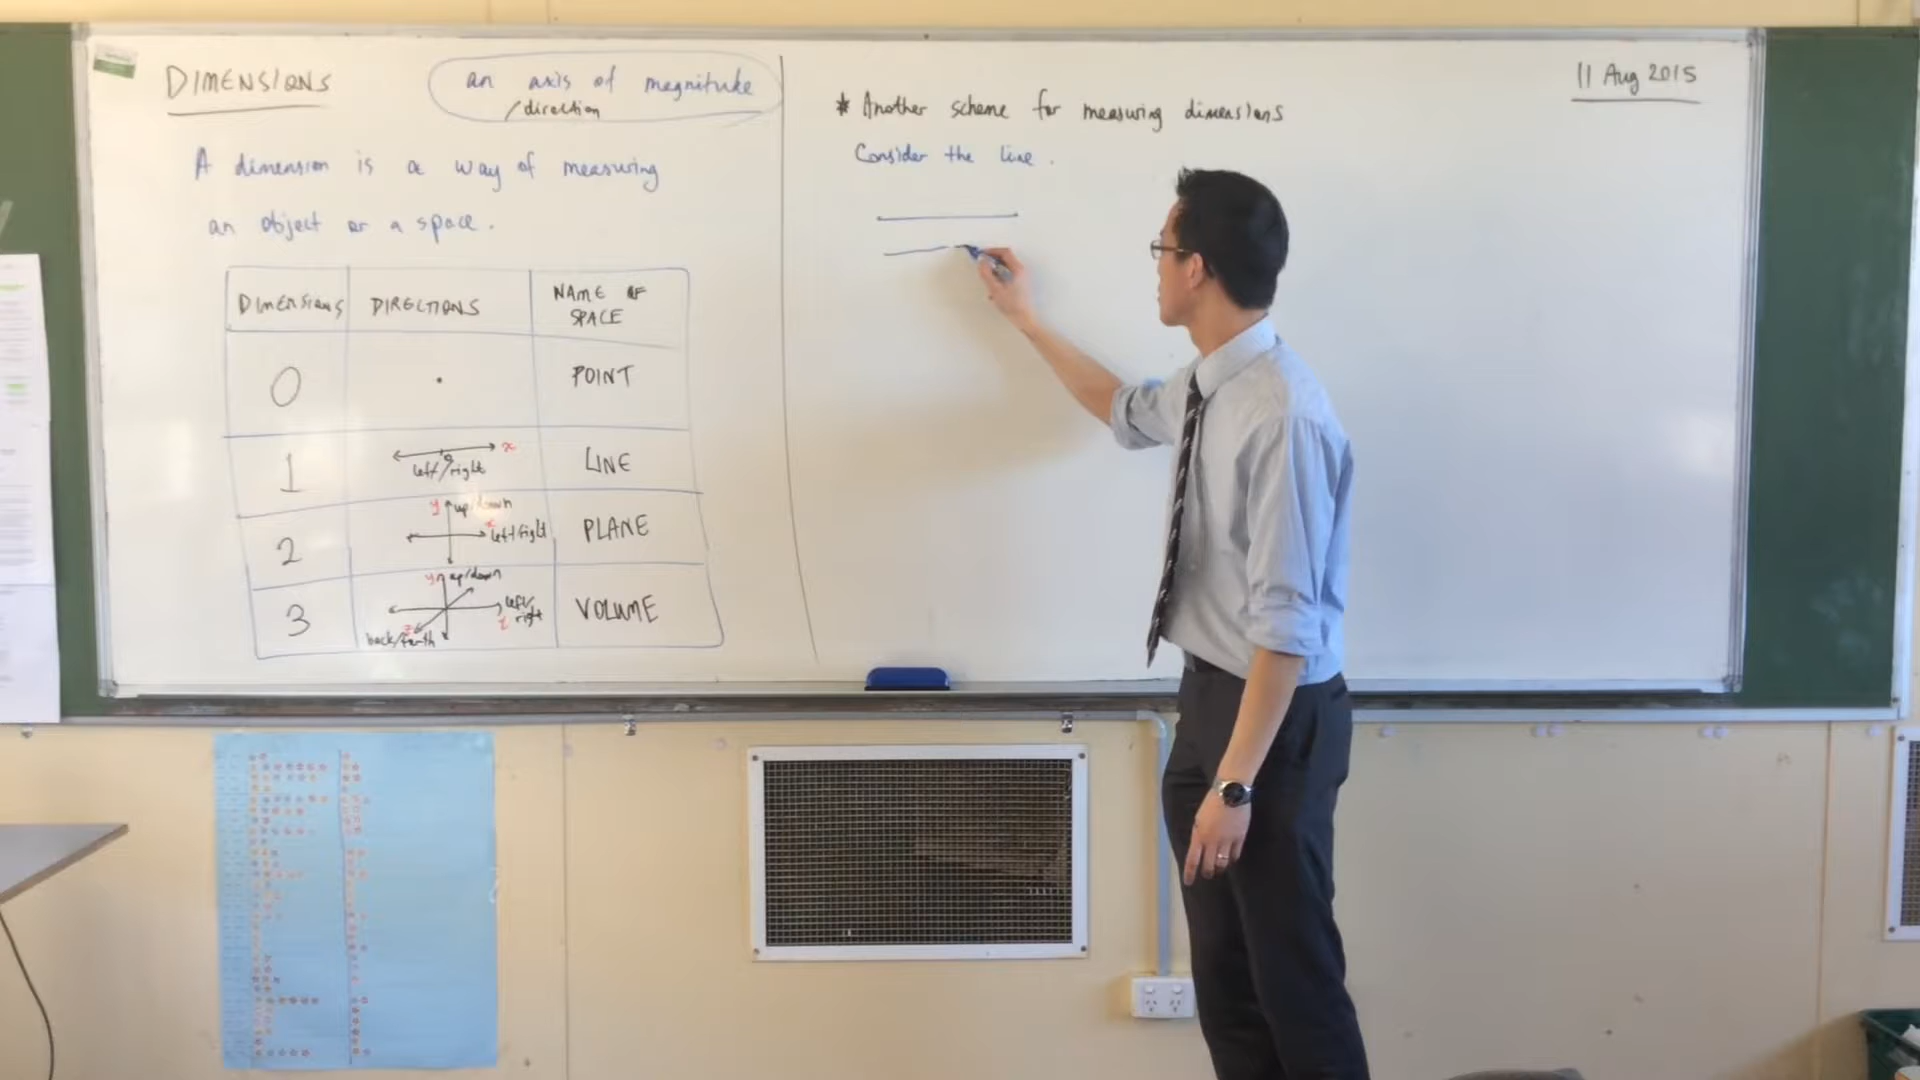 DIMENSIONS
an axis of magnitude
/direction
A dimension is a way of measuring
an object or a space.
DIMENSIONS DIRECTIONS NAME OF
SPACE
0 POINT
x
1 left/right LINE
y up/down
x
2 left/right PLANE
y up/down
3 left/ VOLUME
right
z
back/forth
* Another scheme for measuring dimensions
Consider the line.
11 Aug 2015